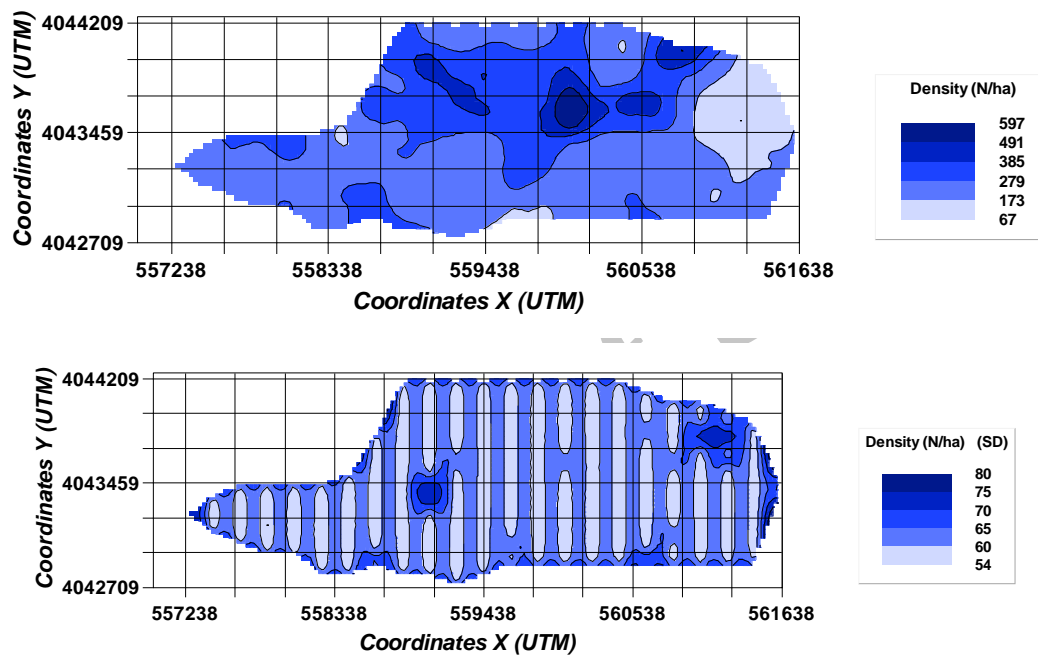 Coordinates Y (UTM)
4044209
4043459
4042709
557238 558338 559438 560538 561638
Coordinates X (UTM)
Density (N/ha)
597
491
385
279
173
67
Coordinates Y (UTM)
4044209
4043459
4042709
557238 558338 559438 560538 561638
Coordinates X (UTM)
Density (N/ha) (SD)
80
75
70
65
60
54